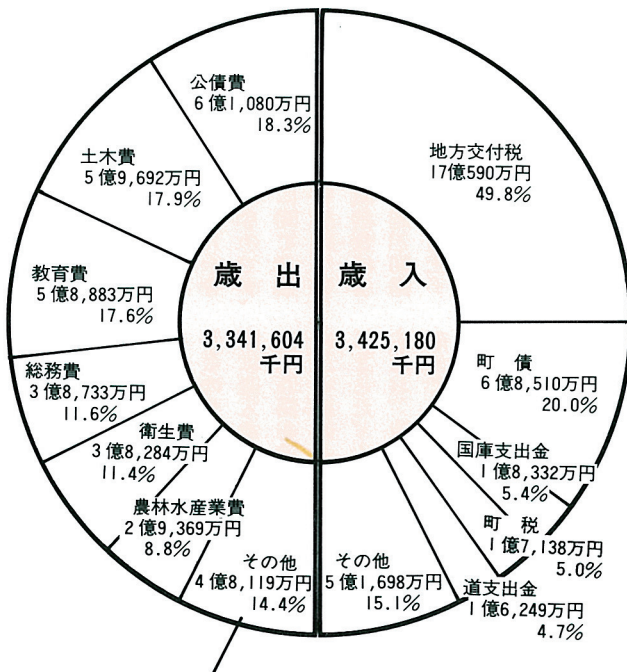 公債費
6億1,080万円
18.3%
土木費
5億9,692万円
17.9%
教育費
5億8,883万円
17.6%
総務費
3億8,733万円
11.6%
衛生費
3億8,284万円
11.4%
農林水産業費
2億9,369万円
8.8%
その他
4億8,119万円
14.4%
歳出
3,341,604
千円
歳入
3,425,180
千円
地方交付税
17億590万円
49.8%
町債
6億8,510万円
20.0%
国庫支出金
1億8,332万円
5.4%
町税
1億7,138万円
5.0%
道支出金
1億6,249万円
4.7%
その他
5億1,698万円
15.1%